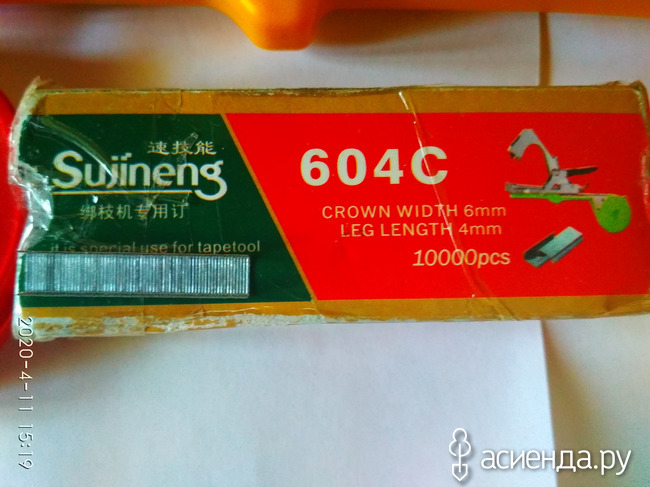 速技能
Sujineng
绑枝机专用订
it is special use for tapetool
604C
CROWN WIDTH 6mm
LEG LENGTH 4mm
10000pcs
2020-4-11 15:19
асиенда.ру